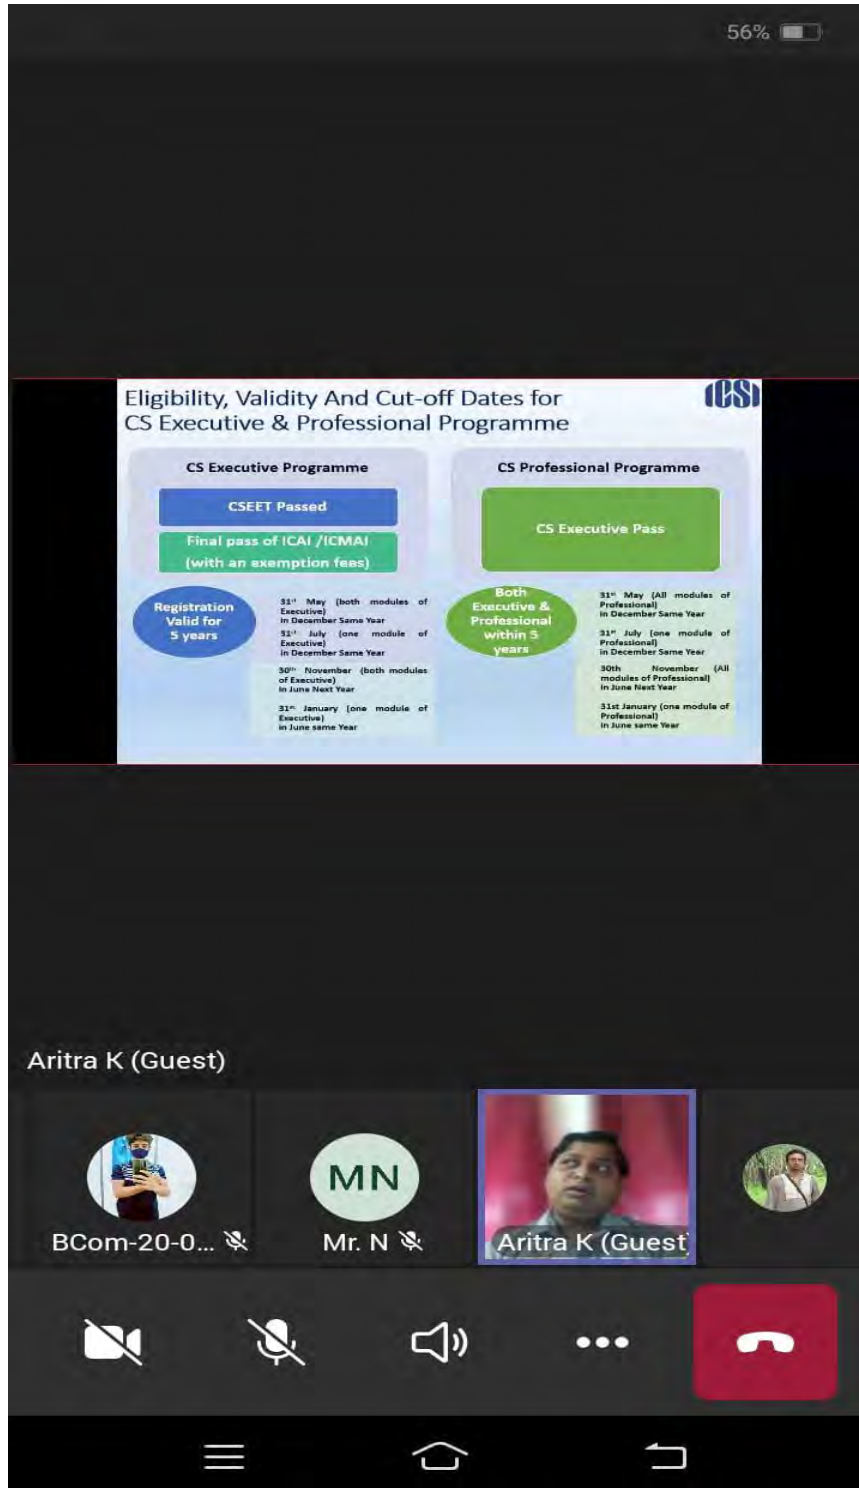 56%
Eligibility, Validity And Cut-off Dates for
CS Executive & Professional Programme
ICSI
CS Executive Programme
CSEET Passed
Final pass of ICAI /ICMAI
(with an exemption fees)
Registration
Valid for
5 years
31st May (both modules of
Executive)
in December Same Year
31st July (one module of
Executive)
in December Same Year
30th November (both modules
of Executive)
in June Next Year
31st January (one module of
Executive)
in June same Year
CS Professional Programme
CS Executive Pass
Both
Executive &
Professional
within 5
years
31st May (All modules of
Professional)
in December Same Year
31st July (one module of
Professional)
in December Same Year
30th November (All
modules of Professional)
in June Next Year
31st January (one module of
Professional)
in June same Year
Aritra K (Guest)
MN
BCom-20-0...
Mr. N
Aritra K (Guest)